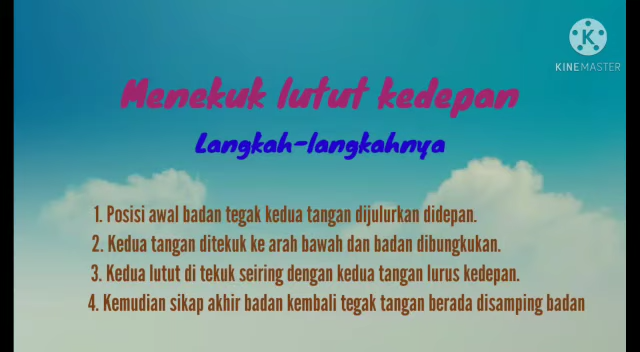 KINEMASTER
Menekuk lutut kedepan
Langkah-langkahnya
1. Posisi awal badan tegak kedua tangan dijulurkan didepan.
2. Kedua tangan ditekuk ke arah bawah dan badan dibungkukan.
3. Kedua lutut di tekuk seiring dengan kedua tangan lurus kedepan.
4. Kemudian sikap akhir badan kembali tegak tangan berada disamping badan